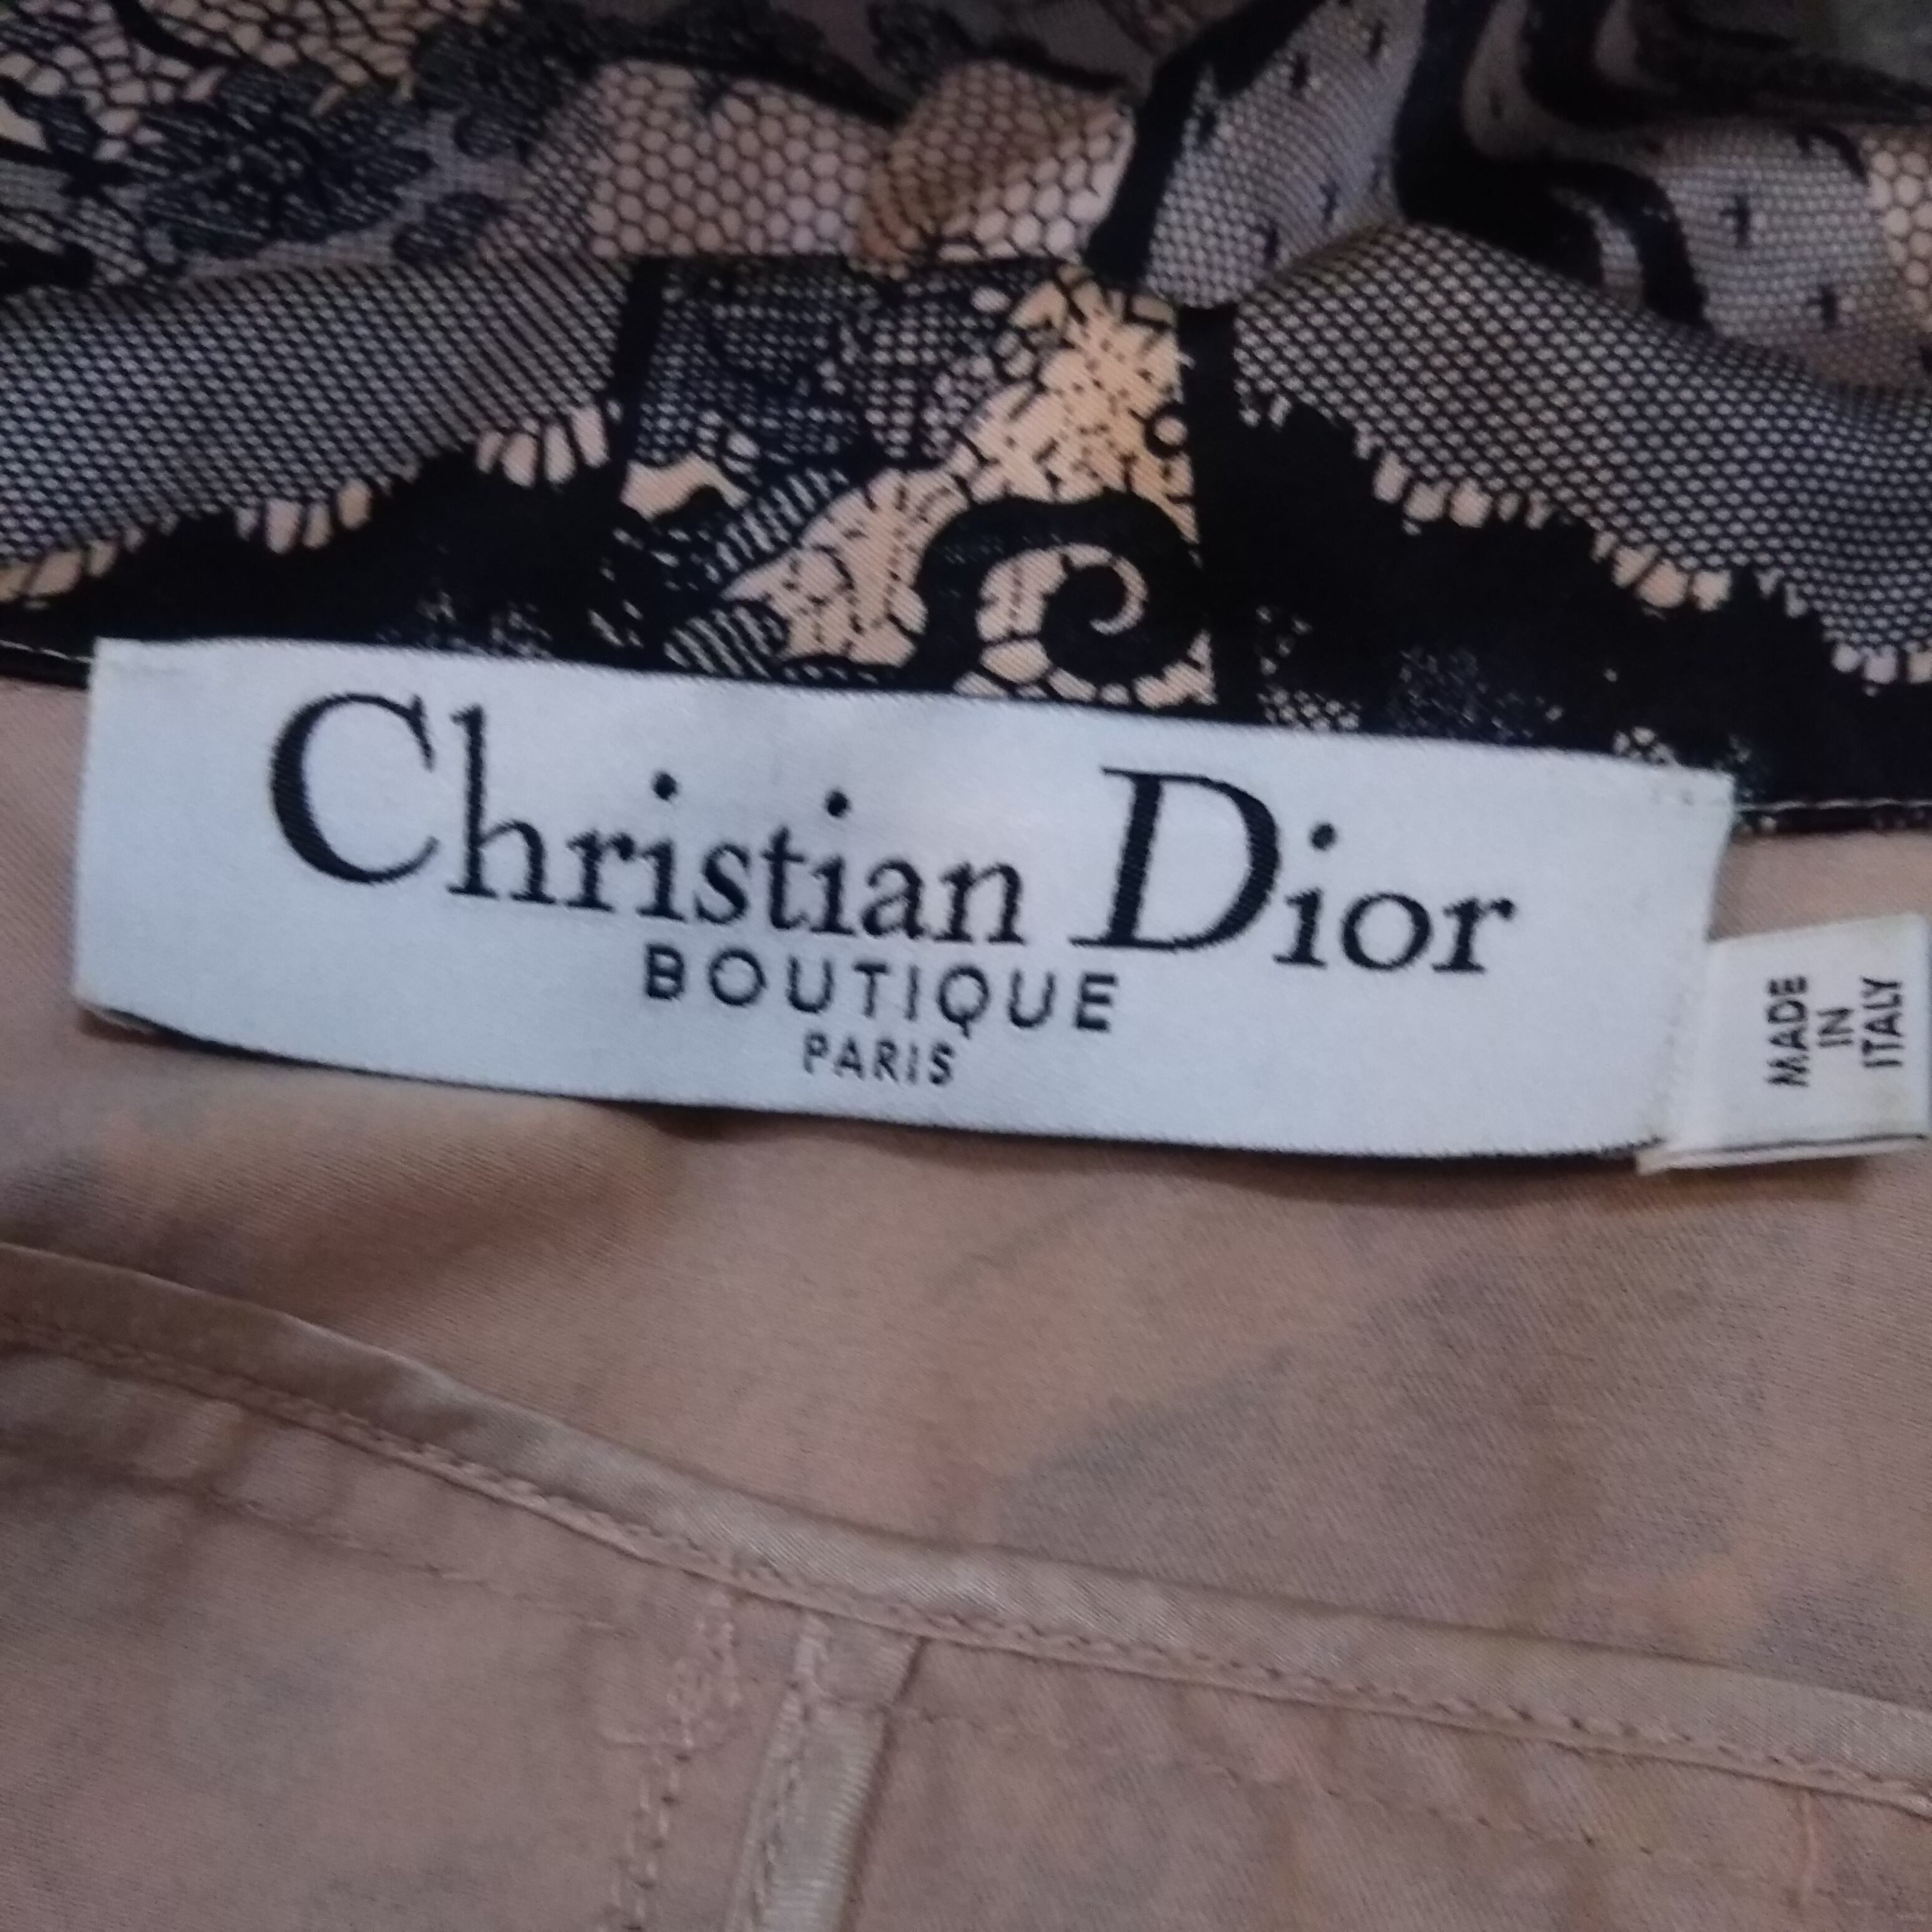 Christian Dior
BOUTIQUE
PARIS
MADE
IN
ITALY